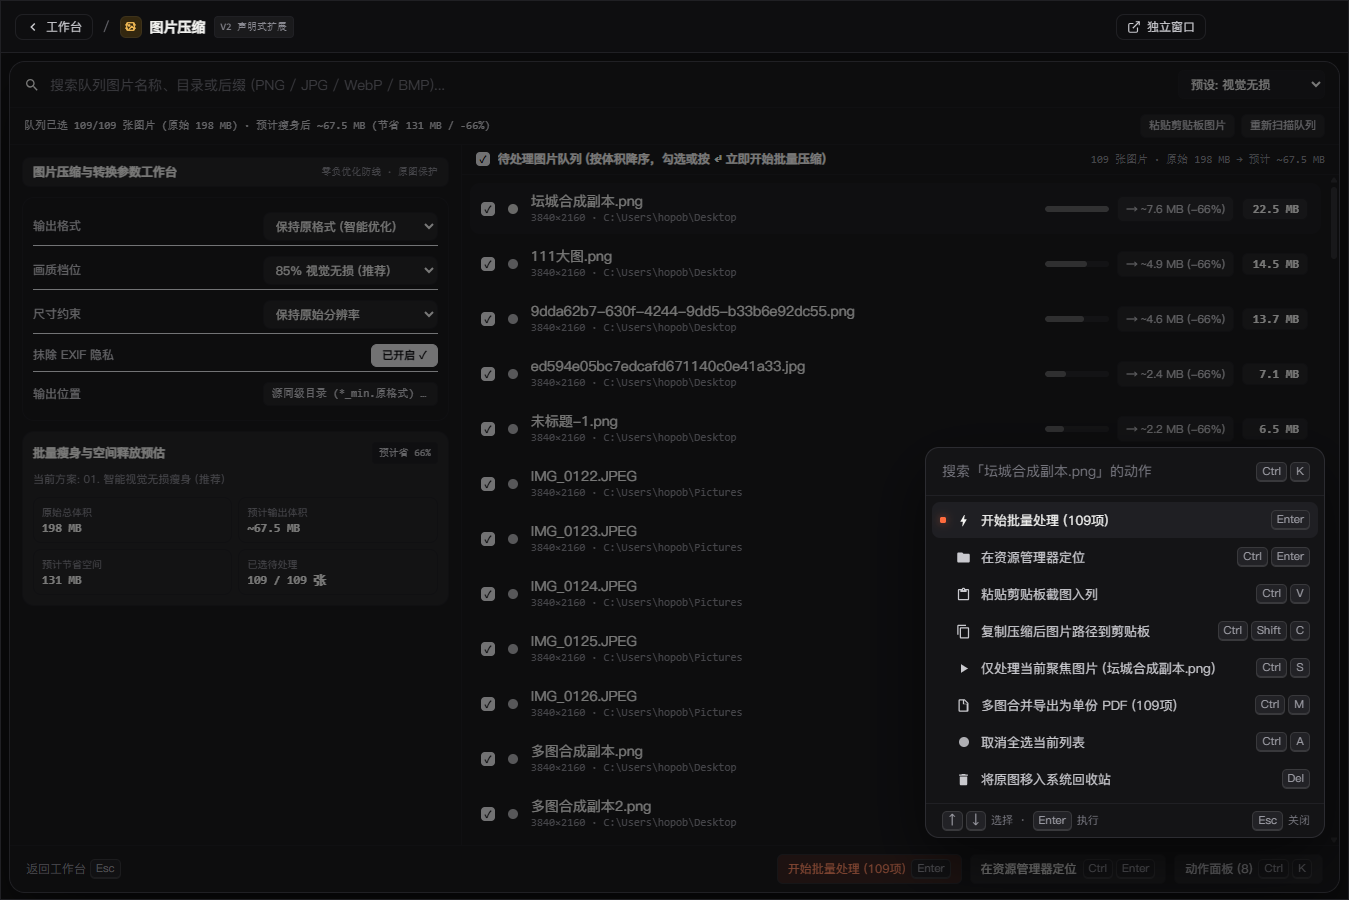 工作台 / 图片压缩 V2 声明式扩展 独立窗口
搜索队列图片名称、目录或后缀 (PNG / JPG / WebP / BMP)... 预设: 视觉无损
队列已选 109/109 张图片 (原始 198 MB) · 预计瘦身后 ~67.5 MB (节省 131 MB / -66%) 粘贴剪贴板图片 重新扫描队列
图片压缩与转换参数工作台 零负优化防线 · 原图保护
输出格式 保持原格式 (智能优化)
画质档位 85% 视觉无损 (推荐)
尺寸约束 保持原始分辨率
抹除 EXIF 隐私 已开启 ✓
输出位置 源同级目录 (*_min.原格式) …
批量瘦身与空间释放预估 预计省 66%
当前方案: 01. 智能视觉无损瘦身 (推荐)
原始总体积 预计输出体积
198 MB ~67.5 MB
预计节省空间 已选待处理
131 MB 109 / 109 张
待处理图片队列 (按体积降序，勾选或按 ↵ 立即开始批量压缩) 109 张图片 · 原始 198 MB → 预计 ~67.5 MB
坛城合成副本.png → ~7.6 MB (-66%) 22.5 MB
3840×2160 · C:\Users\hopob\Desktop
111大图.png → ~4.9 MB (-66%) 14.5 MB
3840×2160 · C:\Users\hopob\Desktop
9dda62b7-630f-4244-9dd5-b33b6e92dc55.png → ~4.6 MB (-66%) 13.7 MB
3840×2160 · C:\Users\hopob\Desktop
ed594e05bc7edcafd671140c0e41a33.jpg → ~2.4 MB (-66%) 7.1 MB
3840×2160 · C:\Users\hopob\Desktop
未标题-1.png → ~2.2 MB (-66%) 6.5 MB
3840×2160 · C:\Users\hopob\Desktop
IMG_0122.JPEG
3840×2160 · C:\Users\hopob\Pictures
IMG_0123.JPEG
3840×2160 · C:\Users\hopob\Pictures
IMG_0124.JPEG
3840×2160 · C:\Users\hopob\Pictures
IMG_0125.JPEG
3840×2160 · C:\Users\hopob\Pictures
IMG_0126.JPEG
3840×2160 · C:\Users\hopob\Pictures
多图合成副本.png
3840×2160 · C:\Users\hopob\Desktop
多图合成副本2.png
3840×2160 · C:\Users\hopob\Desktop
搜索「坛城合成副本.png」的动作 Ctrl K
开始批量处理 (109项) Enter
在资源管理器定位 Ctrl Enter
粘贴剪贴板截图入列 Ctrl V
复制压缩后图片路径到剪贴板 Ctrl Shift C
仅处理当前聚焦图片 (坛城合成副本.png) Ctrl S
多图合并导出为单份 PDF (109项) Ctrl M
取消全选当前列表 Ctrl A
将原图移入系统回收站 Del
↑ ↓ 选择 · Enter 执行 Esc 关闭
返回工作台 Esc 开始批量处理 (109项) Enter 在资源管理器定位 Ctrl Enter 动作面板 (8) Ctrl K